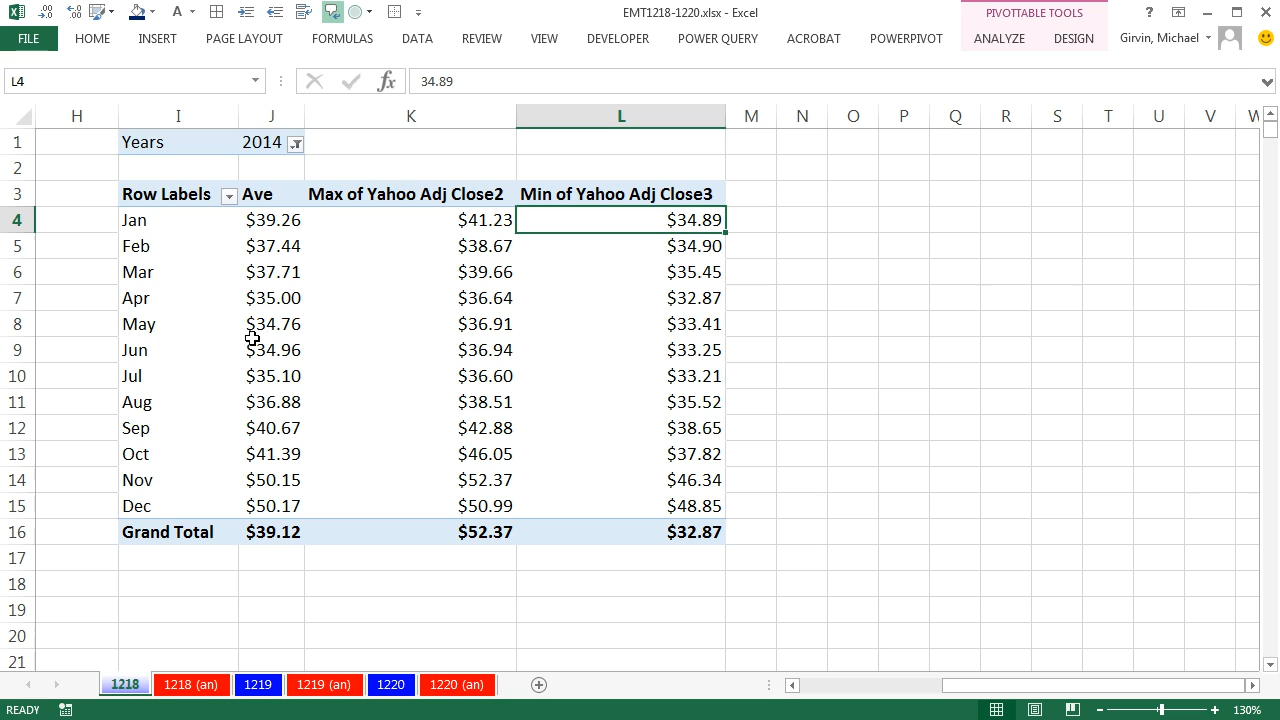 EMT1218-1220.xlsx - Excel
PIVOTTABLE TOOLS
FILE HOME INSERT PAGE LAYOUT FORMULAS DATA REVIEW VIEW DEVELOPER POWER QUERY ACROBAT POWERPIVOT ANALYZE DESIGN Girvin, Michael
L4 fx 34.89
H I J K L M N O P Q R S T U V W
1 Years 2014
2
3 Row Labels Ave Max of Yahoo Adj Close2 Min of Yahoo Adj Close3
4 Jan $39.26 $41.23 $34.89
5 Feb $37.44 $38.67 $34.90
6 Mar $37.71 $39.66 $35.45
7 Apr $35.00 $36.64 $32.87
8 May $34.76 $36.91 $33.41
9 Jun $34.96 $36.94 $33.25
10 Jul $35.10 $36.60 $33.21
11 Aug $36.88 $38.51 $35.52
12 Sep $40.67 $42.88 $38.65
13 Oct $41.39 $46.05 $37.82
14 Nov $50.15 $52.37 $46.34
15 Dec $50.17 $50.99 $48.85
16 Grand Total $39.12 $52.37 $32.87
17
18
19
20
21
1218 1218 (an) 1219 1219 (an) 1220 1220 (an)
READY 130%